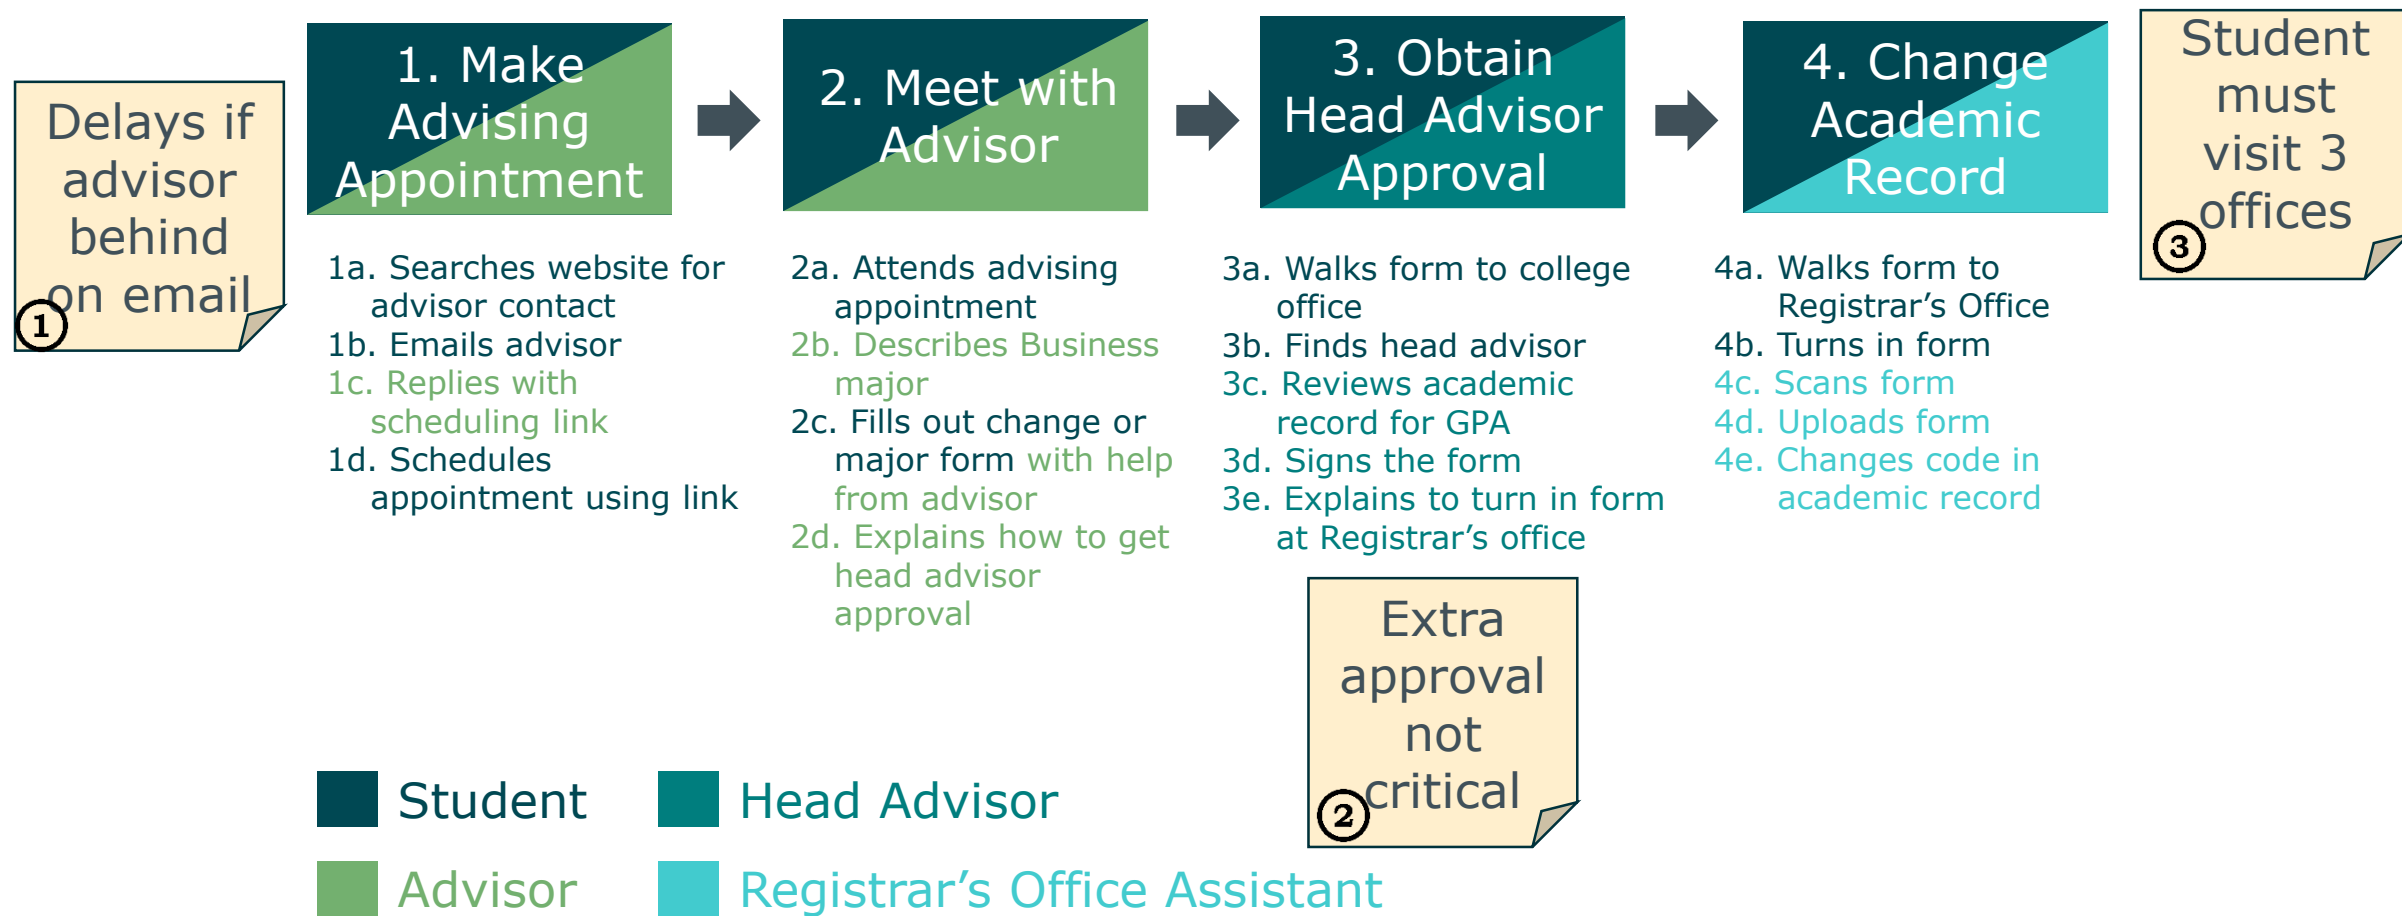 Delays if
advisor
behind
on email
1
1. Make
Advising
Appointment
1a. Searches website for
advisor contact
1b. Emails advisor
1c. Replies with
scheduling link
1d. Schedules
appointment using link
2. Meet with
Advisor
2a. Attends advising
appointment
2b. Describes Business
major
2c. Fills out change or
major form with help
from advisor
2d. Explains how to get
head advisor
approval
3. Obtain
Head Advisor
Approval
3a. Walks form to college
office
3b. Finds head advisor
3c. Reviews academic
record for GPA
3d. Signs the form
3e. Explains to turn in form
at Registrar’s office
Extra
approval
not
critical
2
4. Change
Academic
Record
4a. Walks form to
Registrar’s Office
4b. Turns in form
4c. Scans form
4d. Uploads form
4e. Changes code in
academic record
Student
must
visit 3
offices
3
Student
Head Advisor
Advisor
Registrar’s Office Assistant